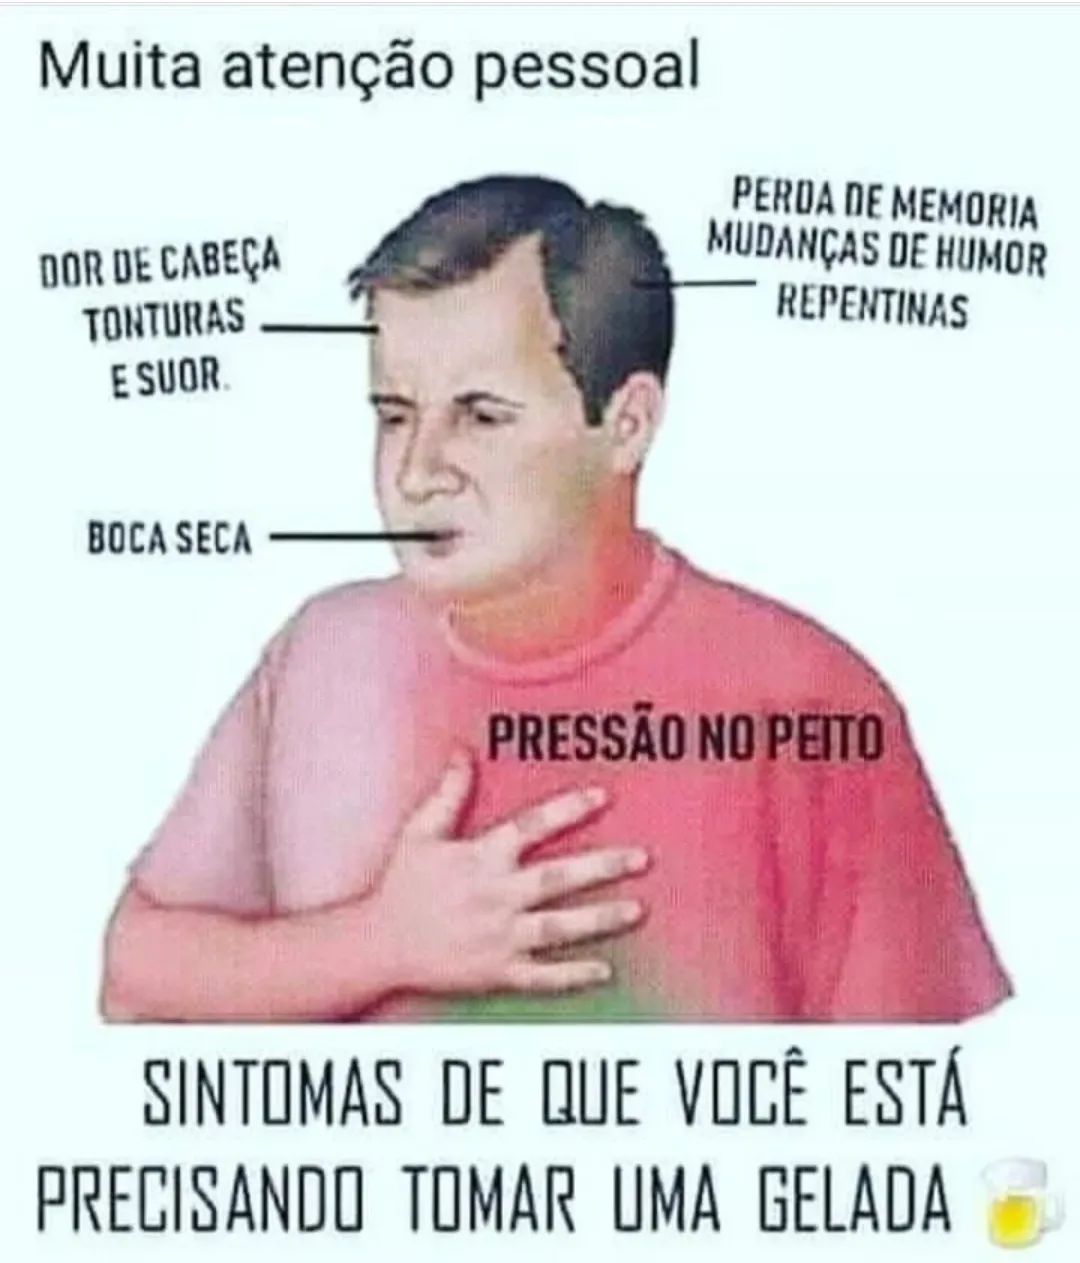 Muita atenção pessoal
DOR DE CABEÇA
TONTURAS
E SUOR.
PERDA DE MEMORIA
MUDANÇAS DE HUMOR
REPENTINAS
BOCA SECA
PRESSÃO NO PEITO
SINTOMAS DE QUE VOCÊ ESTÁ
PRECISANDO TOMAR UMA GELADA